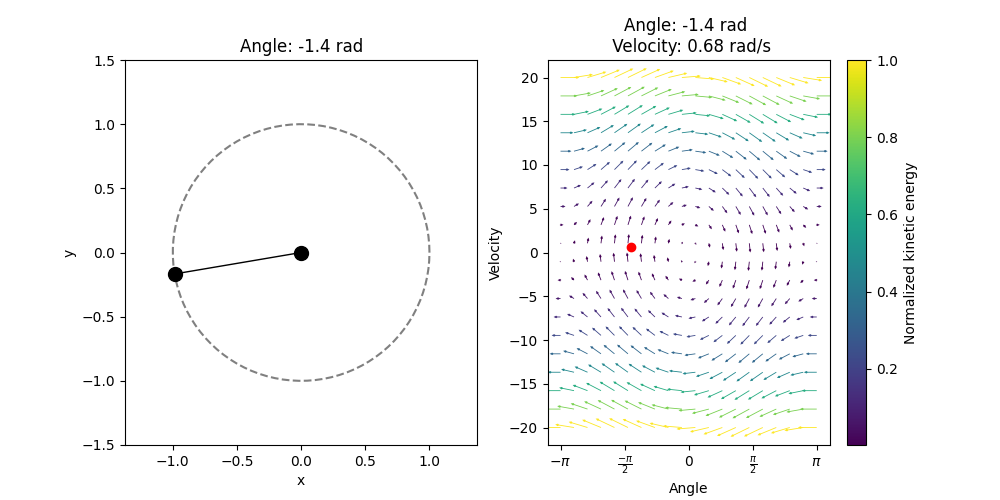 Angle: -1.4 rad
1.5
1.0
0.5
0.0
−0.5
−1.0
−1.5
y
−1.0 −0.5 0.0 0.5 1.0
x
Angle: -1.4 rad
Velocity: 0.68 rad/s
20
15
10
5
0
−5
−10
−15
−20
Velocity
−π −π/2 0 π/2 π
Angle
1.0
0.8
0.6
0.4
0.2
Normalized kinetic energy